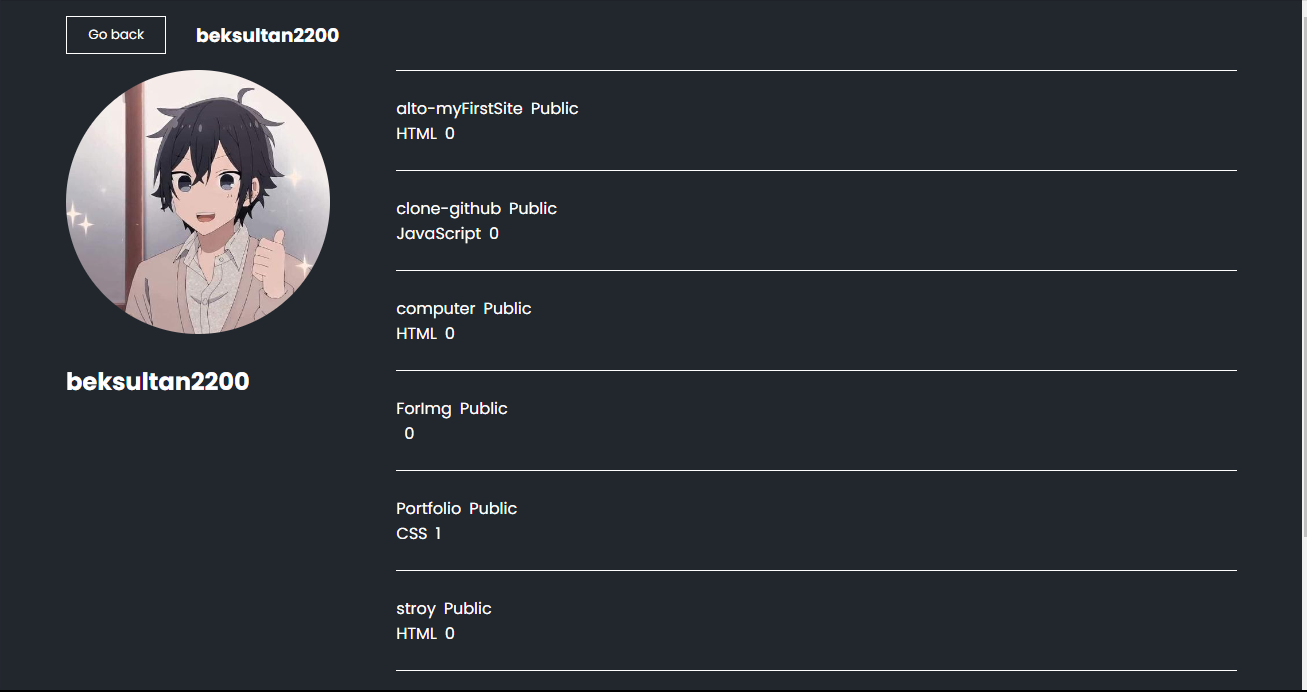 Go back
beksultan2200
beksultan2200
alto-myFirstSite Public
HTML 0
clone-github Public
JavaScript 0
computer Public
HTML 0
ForImg Public
0
Portfolio Public
CSS 1
stroy Public
HTML 0